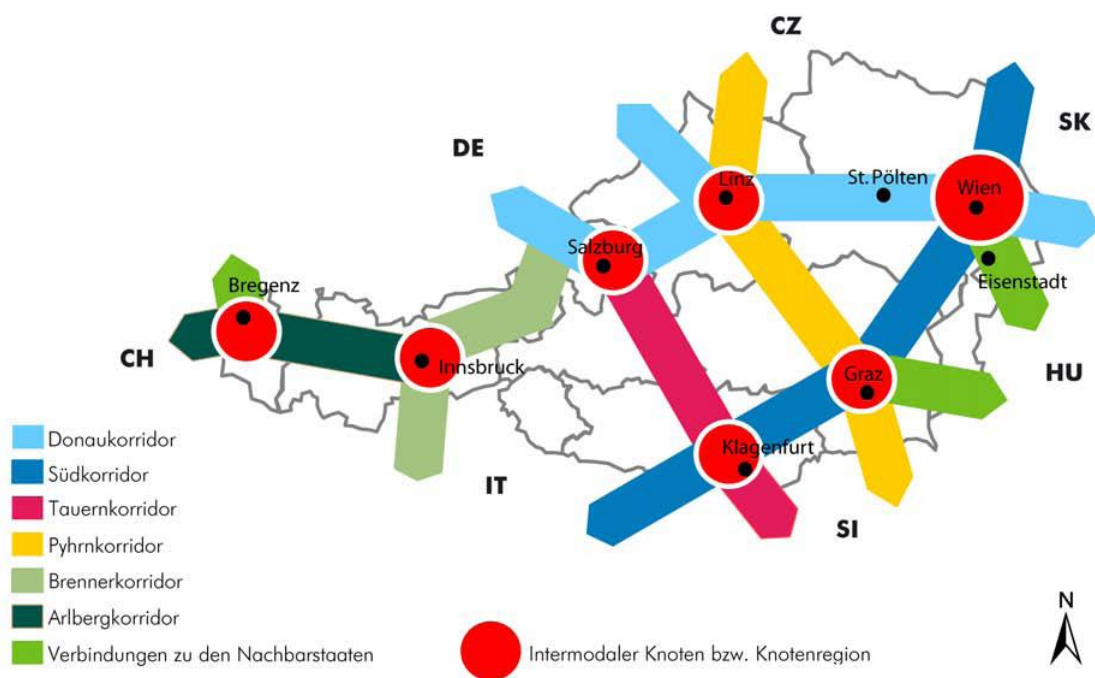 CZ
SK
DE
Linz
St. Pölten
Wien
Salzburg
Eisenstadt
Bregenz
CH
Innsbruck
HU
Graz
Klagenfurt
IT
SI
Donaukorridor
Südkorridor
Tauernkorridor
Pyhrnkorridor
Brennerkorridor
Arlbergkorridor
Verbindungen zu den Nachbarstaaten
Intermodaler Knoten bzw. Knotenregion
N